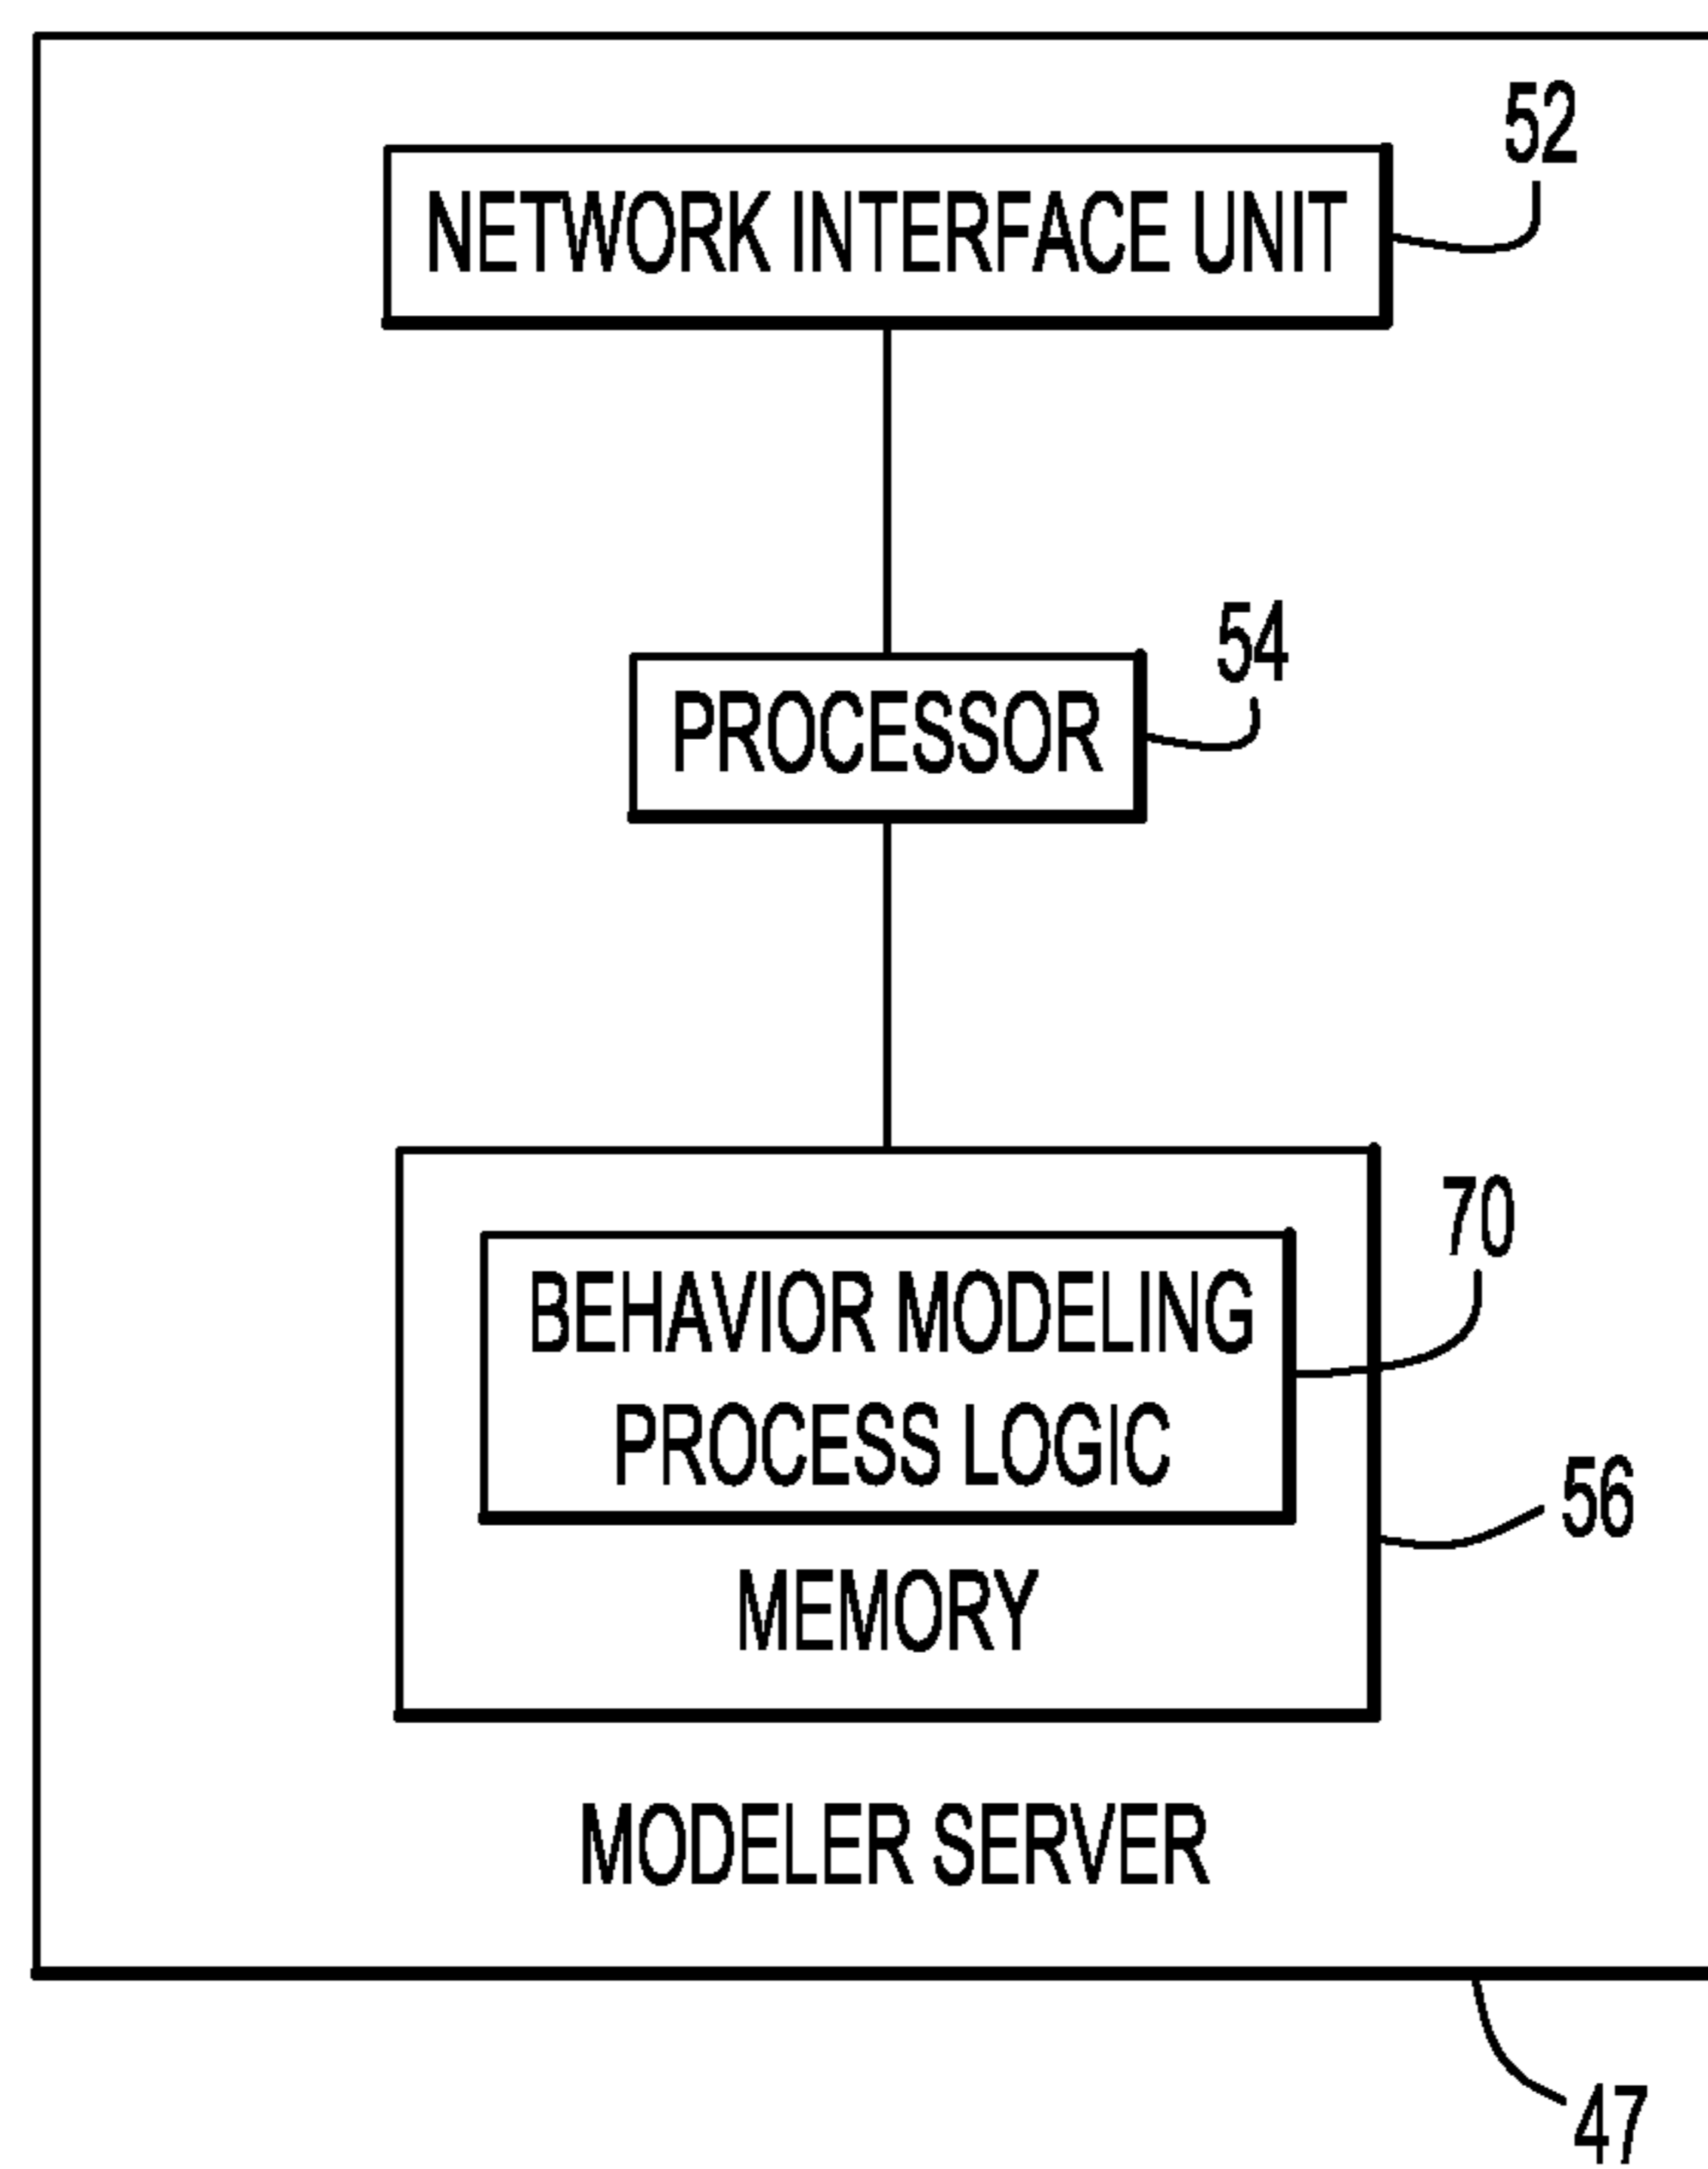 52
NETWORK INTERFACE UNIT
54
PROCESSOR
70
BEHAVIOR MODELING
PROCESS LOGIC
56
MEMORY
MODELER SERVER
47